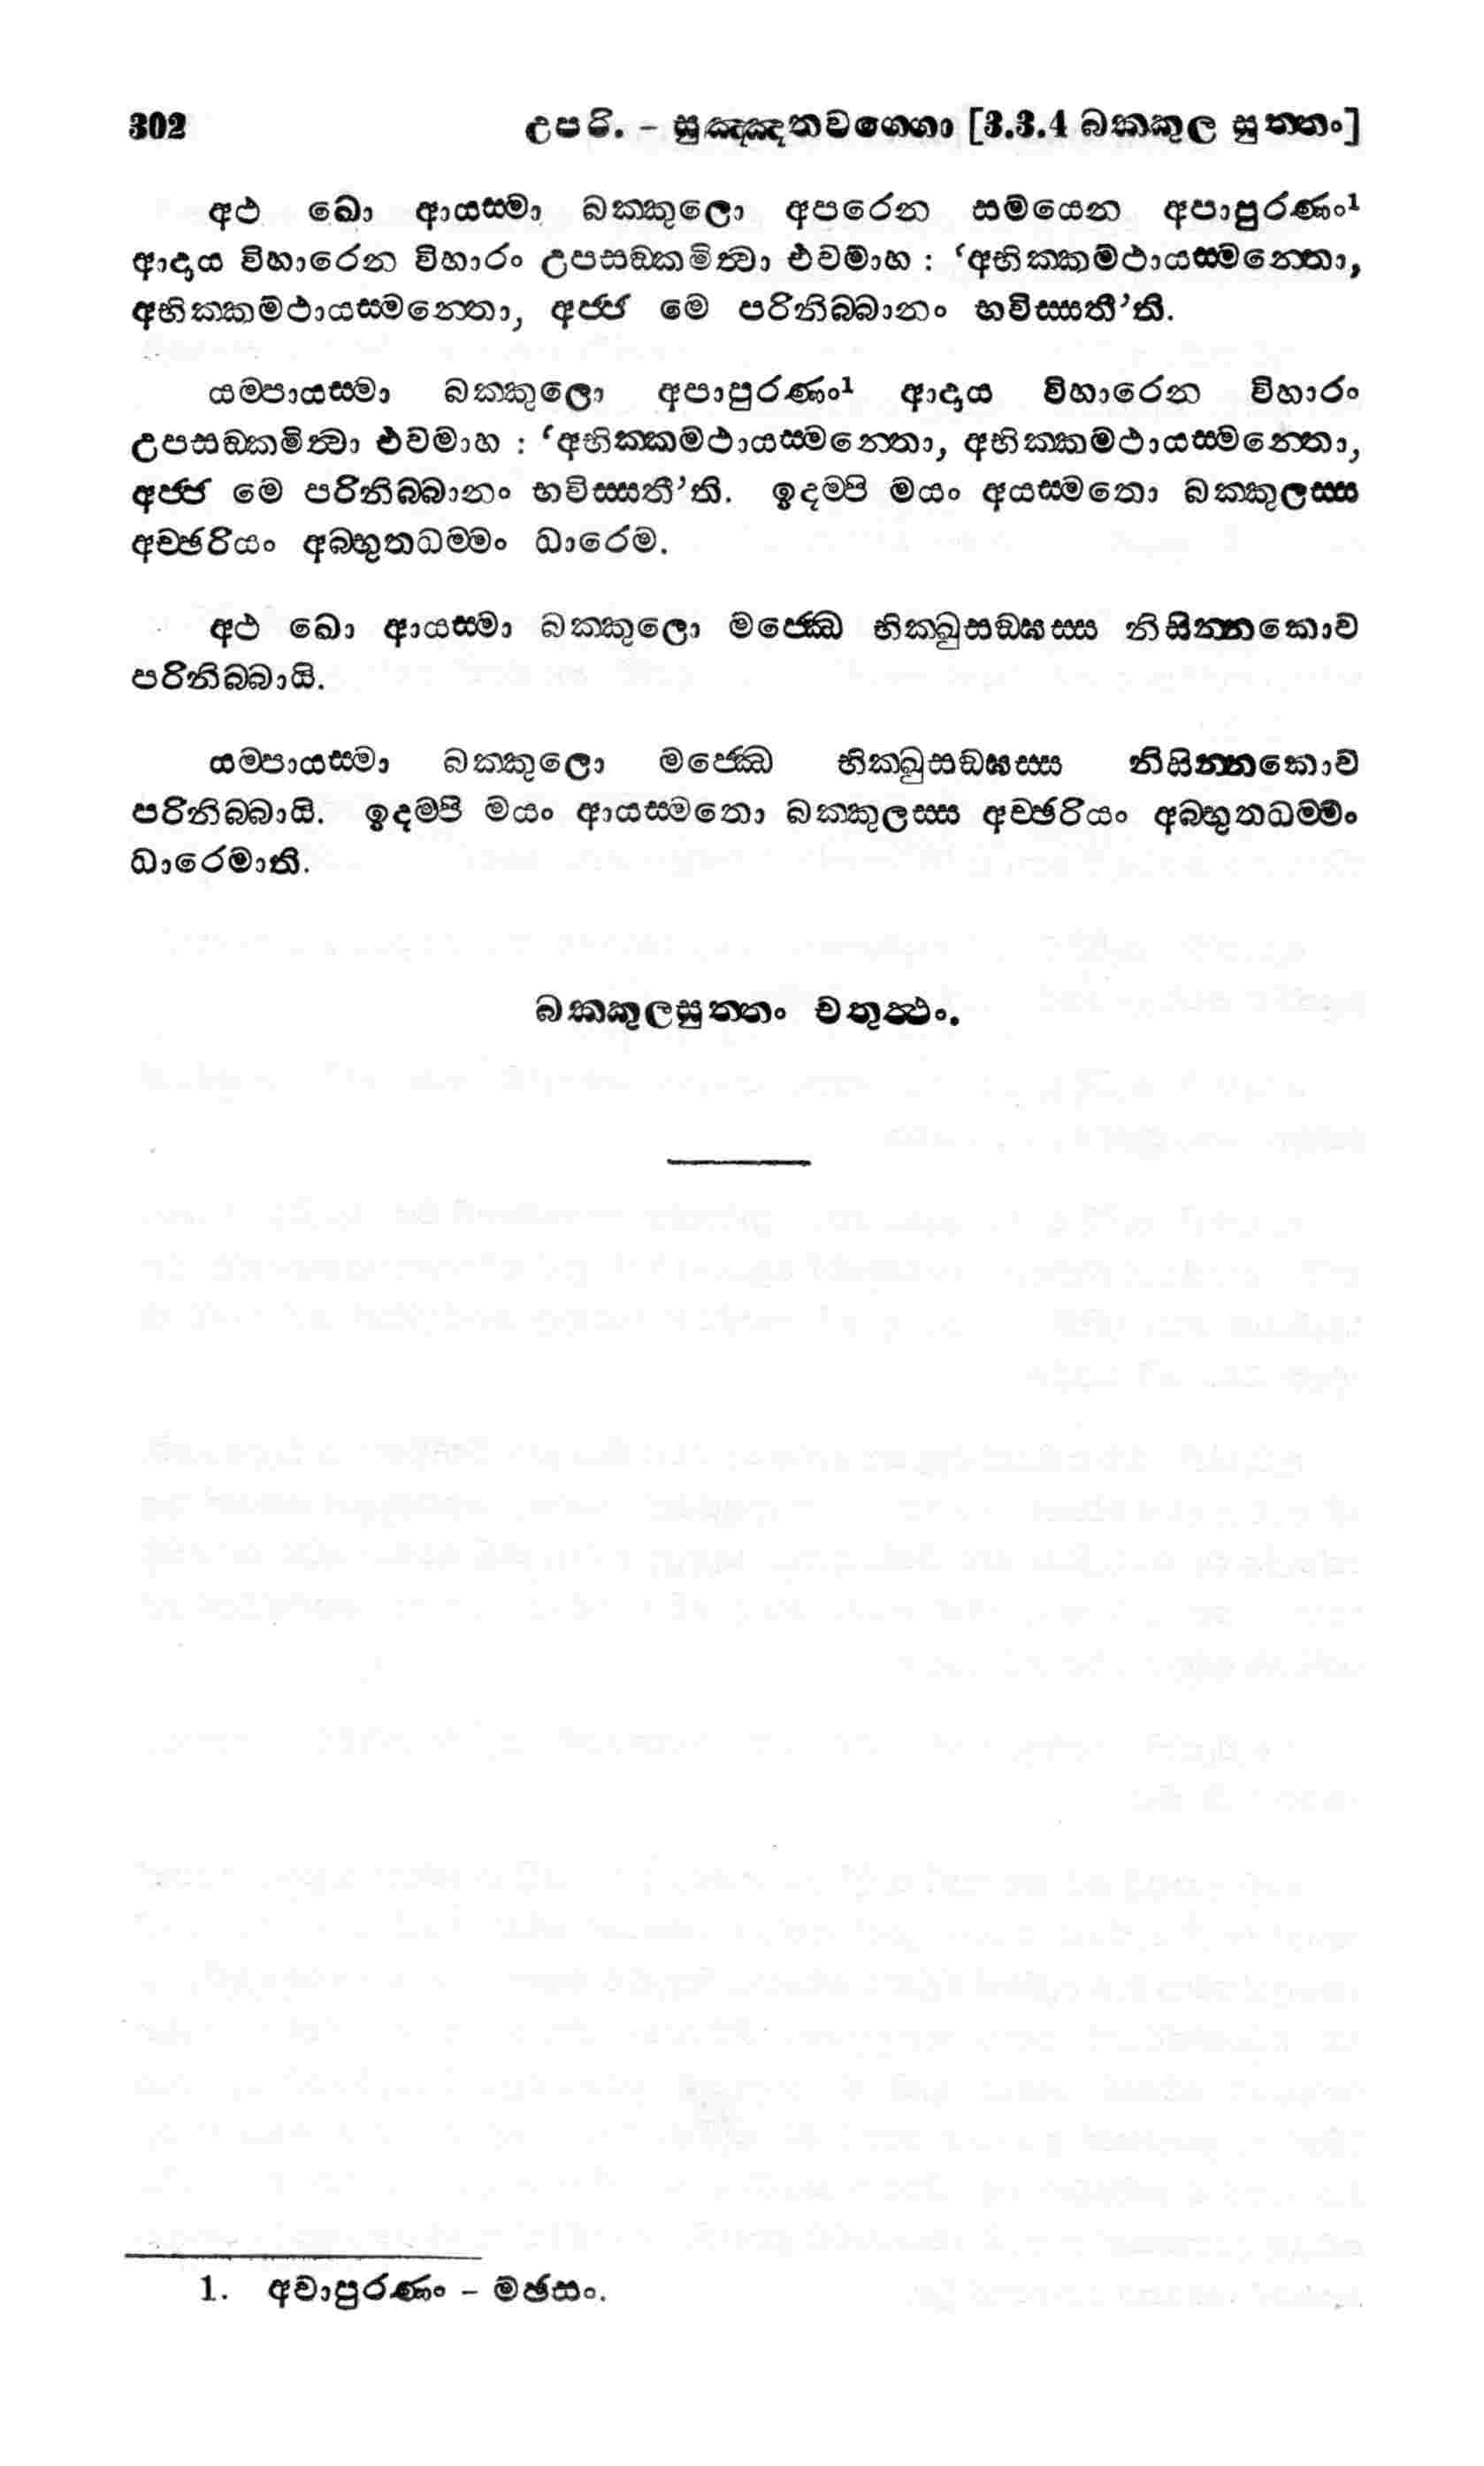 302 උපරි. – සුඤ්ඤතවග්ගො [3.3.4 බක්කුල සුත්තං]
අථ ඛො ආයස්මා බක්කුලො අපරෙන සමයෙන අපාපුරණං¹
ආදාය විහාරෙන විහාරං උපසඞ්කමිත්වා එවමාහ : ‘අභික්කමථායස්මන්තො,
අභික්කමථායස්මන්තො, අජ්ජ මෙ පරිනිබ්බානං භවිස්සතී’ති.
යම්පායස්මා බක්කුලො අපාපුරණං¹ ආදාය විහාරෙන විහාරං
උපසඞ්කමිත්වා එවමාහ : ‘අභික්කමථායස්මන්තො, අභික්කමථායස්මන්තො,
අජ්ජ මෙ පරිනිබ්බානං භවිස්සතී’ති. ඉදම්පි මයං අයස්මතො බක්කුලස්ස
අච්ඡරියං අබ්භුතධම්මං ධාරෙම.
අථ ඛො ආයස්මා බක්කුලො මජ්ඣෙ භික්ඛුසඞ්ඝස්ස නිසින්නකොව
පරිනිබ්බායි.
යම්පායස්මා බක්කුලො මජ්ඣෙ භික්ඛුසඞ්ඝස්ස නිසින්නකොව
පරිනිබ්බායි. ඉදම්පි මයං ආයස්මතො බක්කුලස්ස අච්ඡරියං අබ්භුතධම්මං
ධාරෙමාති.
බක්කුලසුත්තං චතුත්ථං.
1. අවාපුරණං – මඡසං.